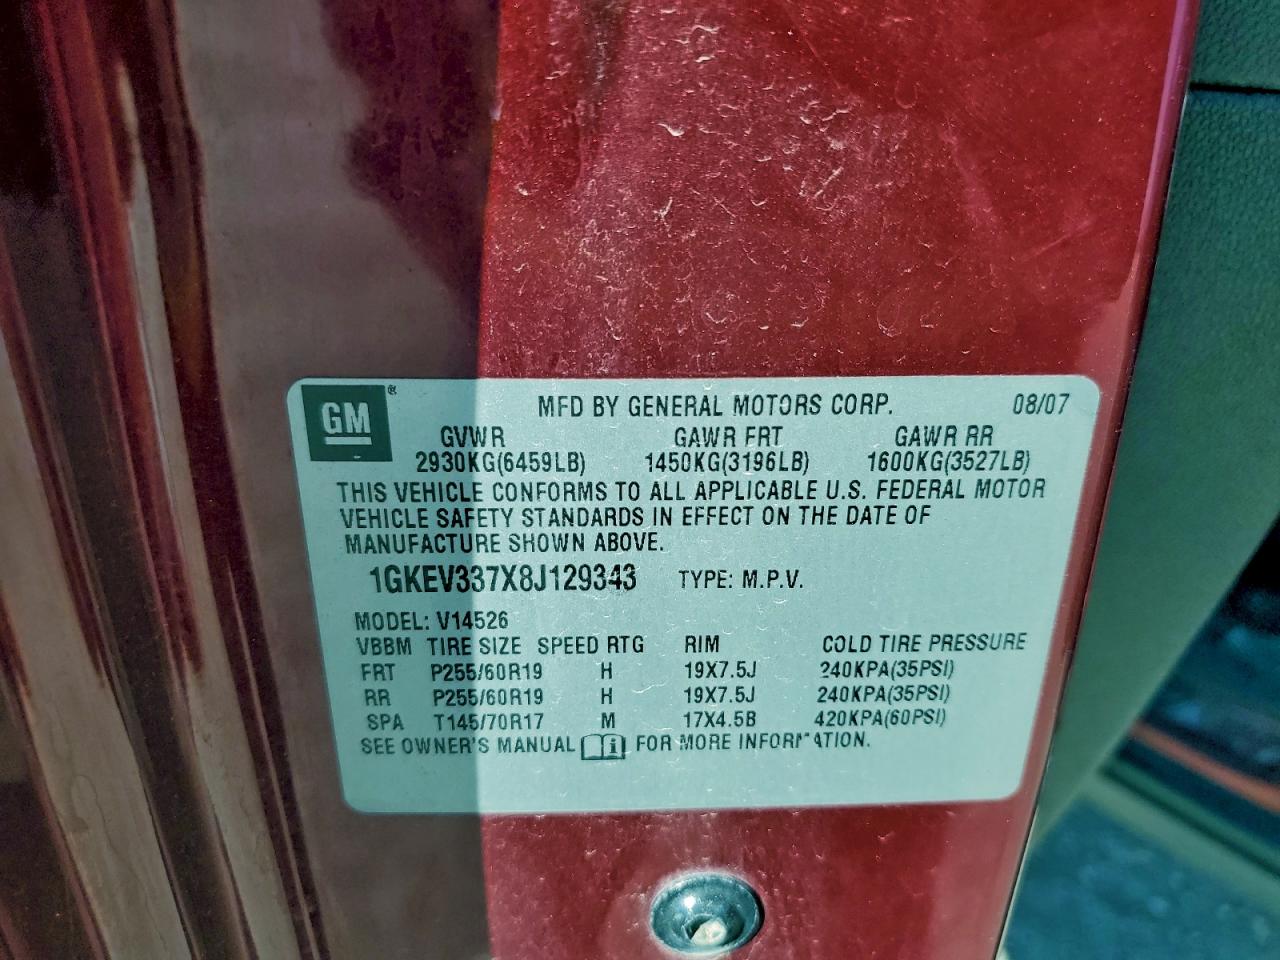 GM ® MFD BY GENERAL MOTORS CORP. 08/07
GVWR GAWR FRT GAWR RR
2930KG(6459LB) 1450KG(3196LB) 1600KG(3527LB)
THIS VEHICLE CONFORMS TO ALL APPLICABLE U.S. FEDERAL MOTOR
VEHICLE SAFETY STANDARDS IN EFFECT ON THE DATE OF
MANUFACTURE SHOWN ABOVE.
1GKEV337X8J129343 TYPE: M.P.V.
MODEL: V14526
VBBM TIRE SIZE SPEED RTG RIM COLD TIRE PRESSURE
FRT P255/60R19 H 19X7.5J 240KPA(35PSI)
RR P255/60R19 H 19X7.5J 240KPA(35PSI)
SPA T145/70R17 M 17X4.5B 420KPA(60PSI)
SEE OWNER'S MANUAL i FOR MORE INFORMATION.